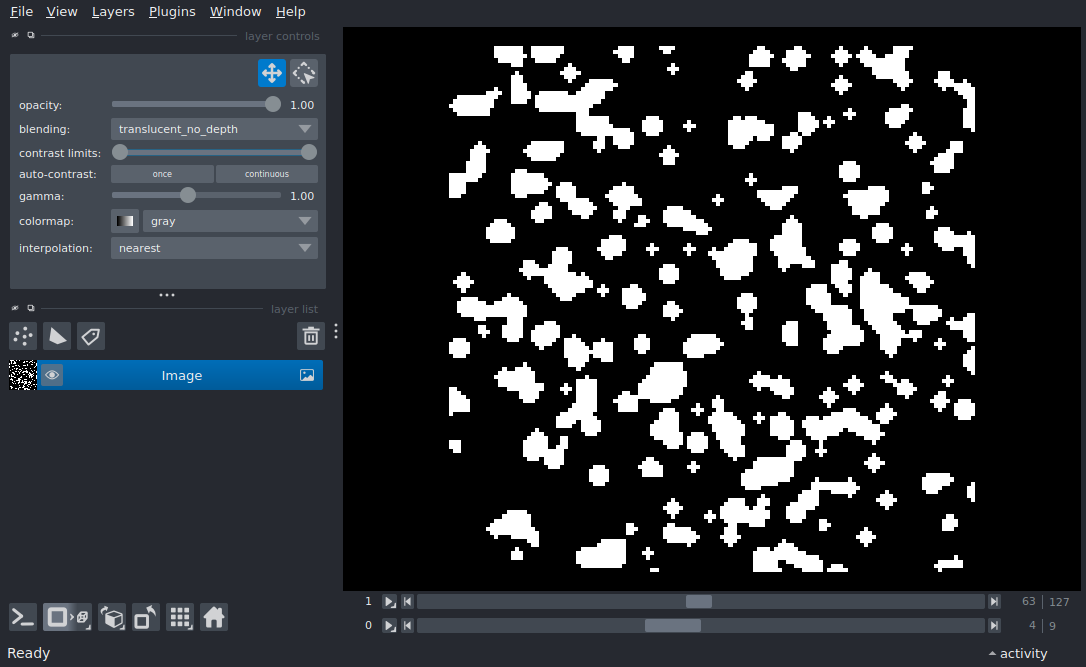 File View Layers Plugins Window Help
layer controls
opacity: 1.00
blending: translucent_no_depth
contrast limits:
auto-contrast: once continuous
gamma: 1.00
colormap: gray
interpolation: nearest
layer list
Image
1 63 127
0 4 9
Ready activity